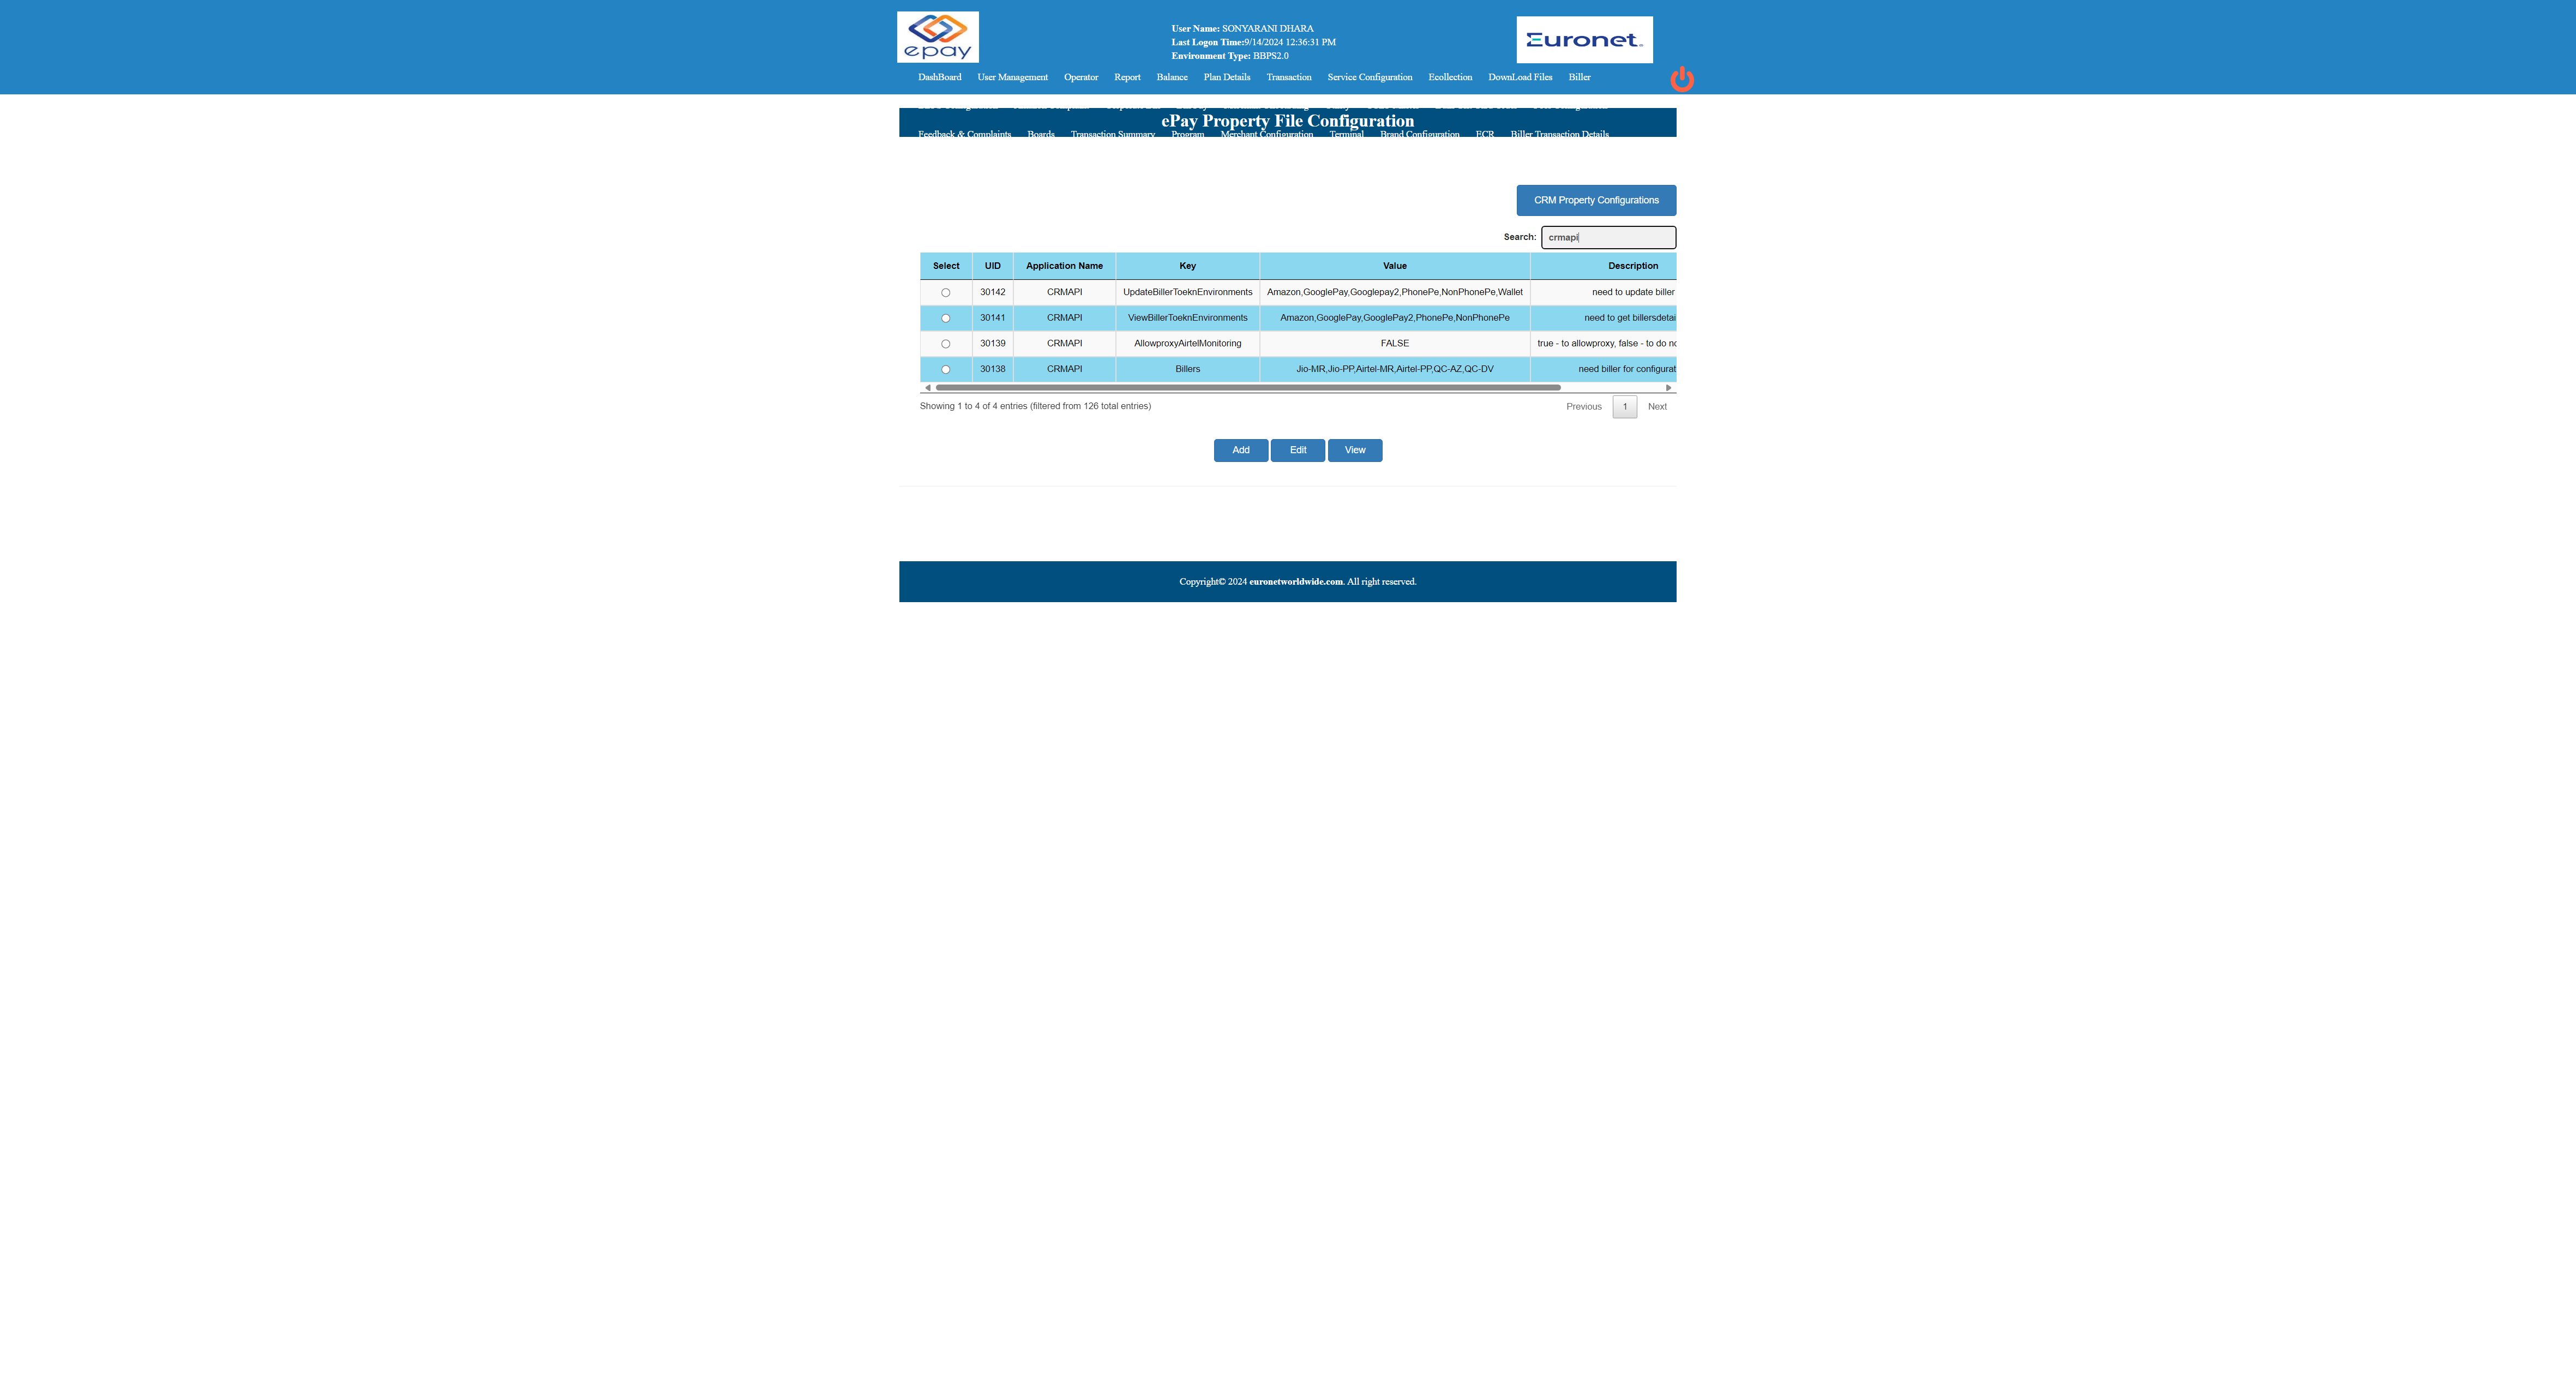 epay
User Name: SONYARANI DHARA
Last Logon Time:9/14/2024 12:36:31 PM
Environment Type: BBPS2.0
Euronet
DashBoard User Management Operator Report Balance Plan Details Transaction Service Configuration Ecollection DownLoad Files Biller
ePay Property File Configuration
Feedback & Complaints Boards Transaction Summary Program Merchant Configuration Terminal Brand Configuration ECR Biller Transaction Details
CRM Property Configurations
Search: crmapi
Select UID Application Name Key Value Description
30142 CRMAPI UpdateBillerToeknEnvironments Amazon,GooglePay,Googlepay2,PhonePe,NonPhonePe,Wallet need to update biller
30141 CRMAPI ViewBillerToeknEnvironments Amazon,GooglePay,GooglePay2,PhonePe,NonPhonePe need to get billersdetai
30139 CRMAPI AllowproxyAirtelMonitoring FALSE true - to allowproxy, false - to do no
30138 CRMAPI Billers Jio-MR,Jio-PP,Airtel-MR,Airtel-PP,QC-AZ,QC-DV need biller for configurat
Showing 1 to 4 of 4 entries (filtered from 126 total entries)
Previous 1 Next
Add Edit View
Copyright© 2024 euronetworldwide.com. All right reserved.